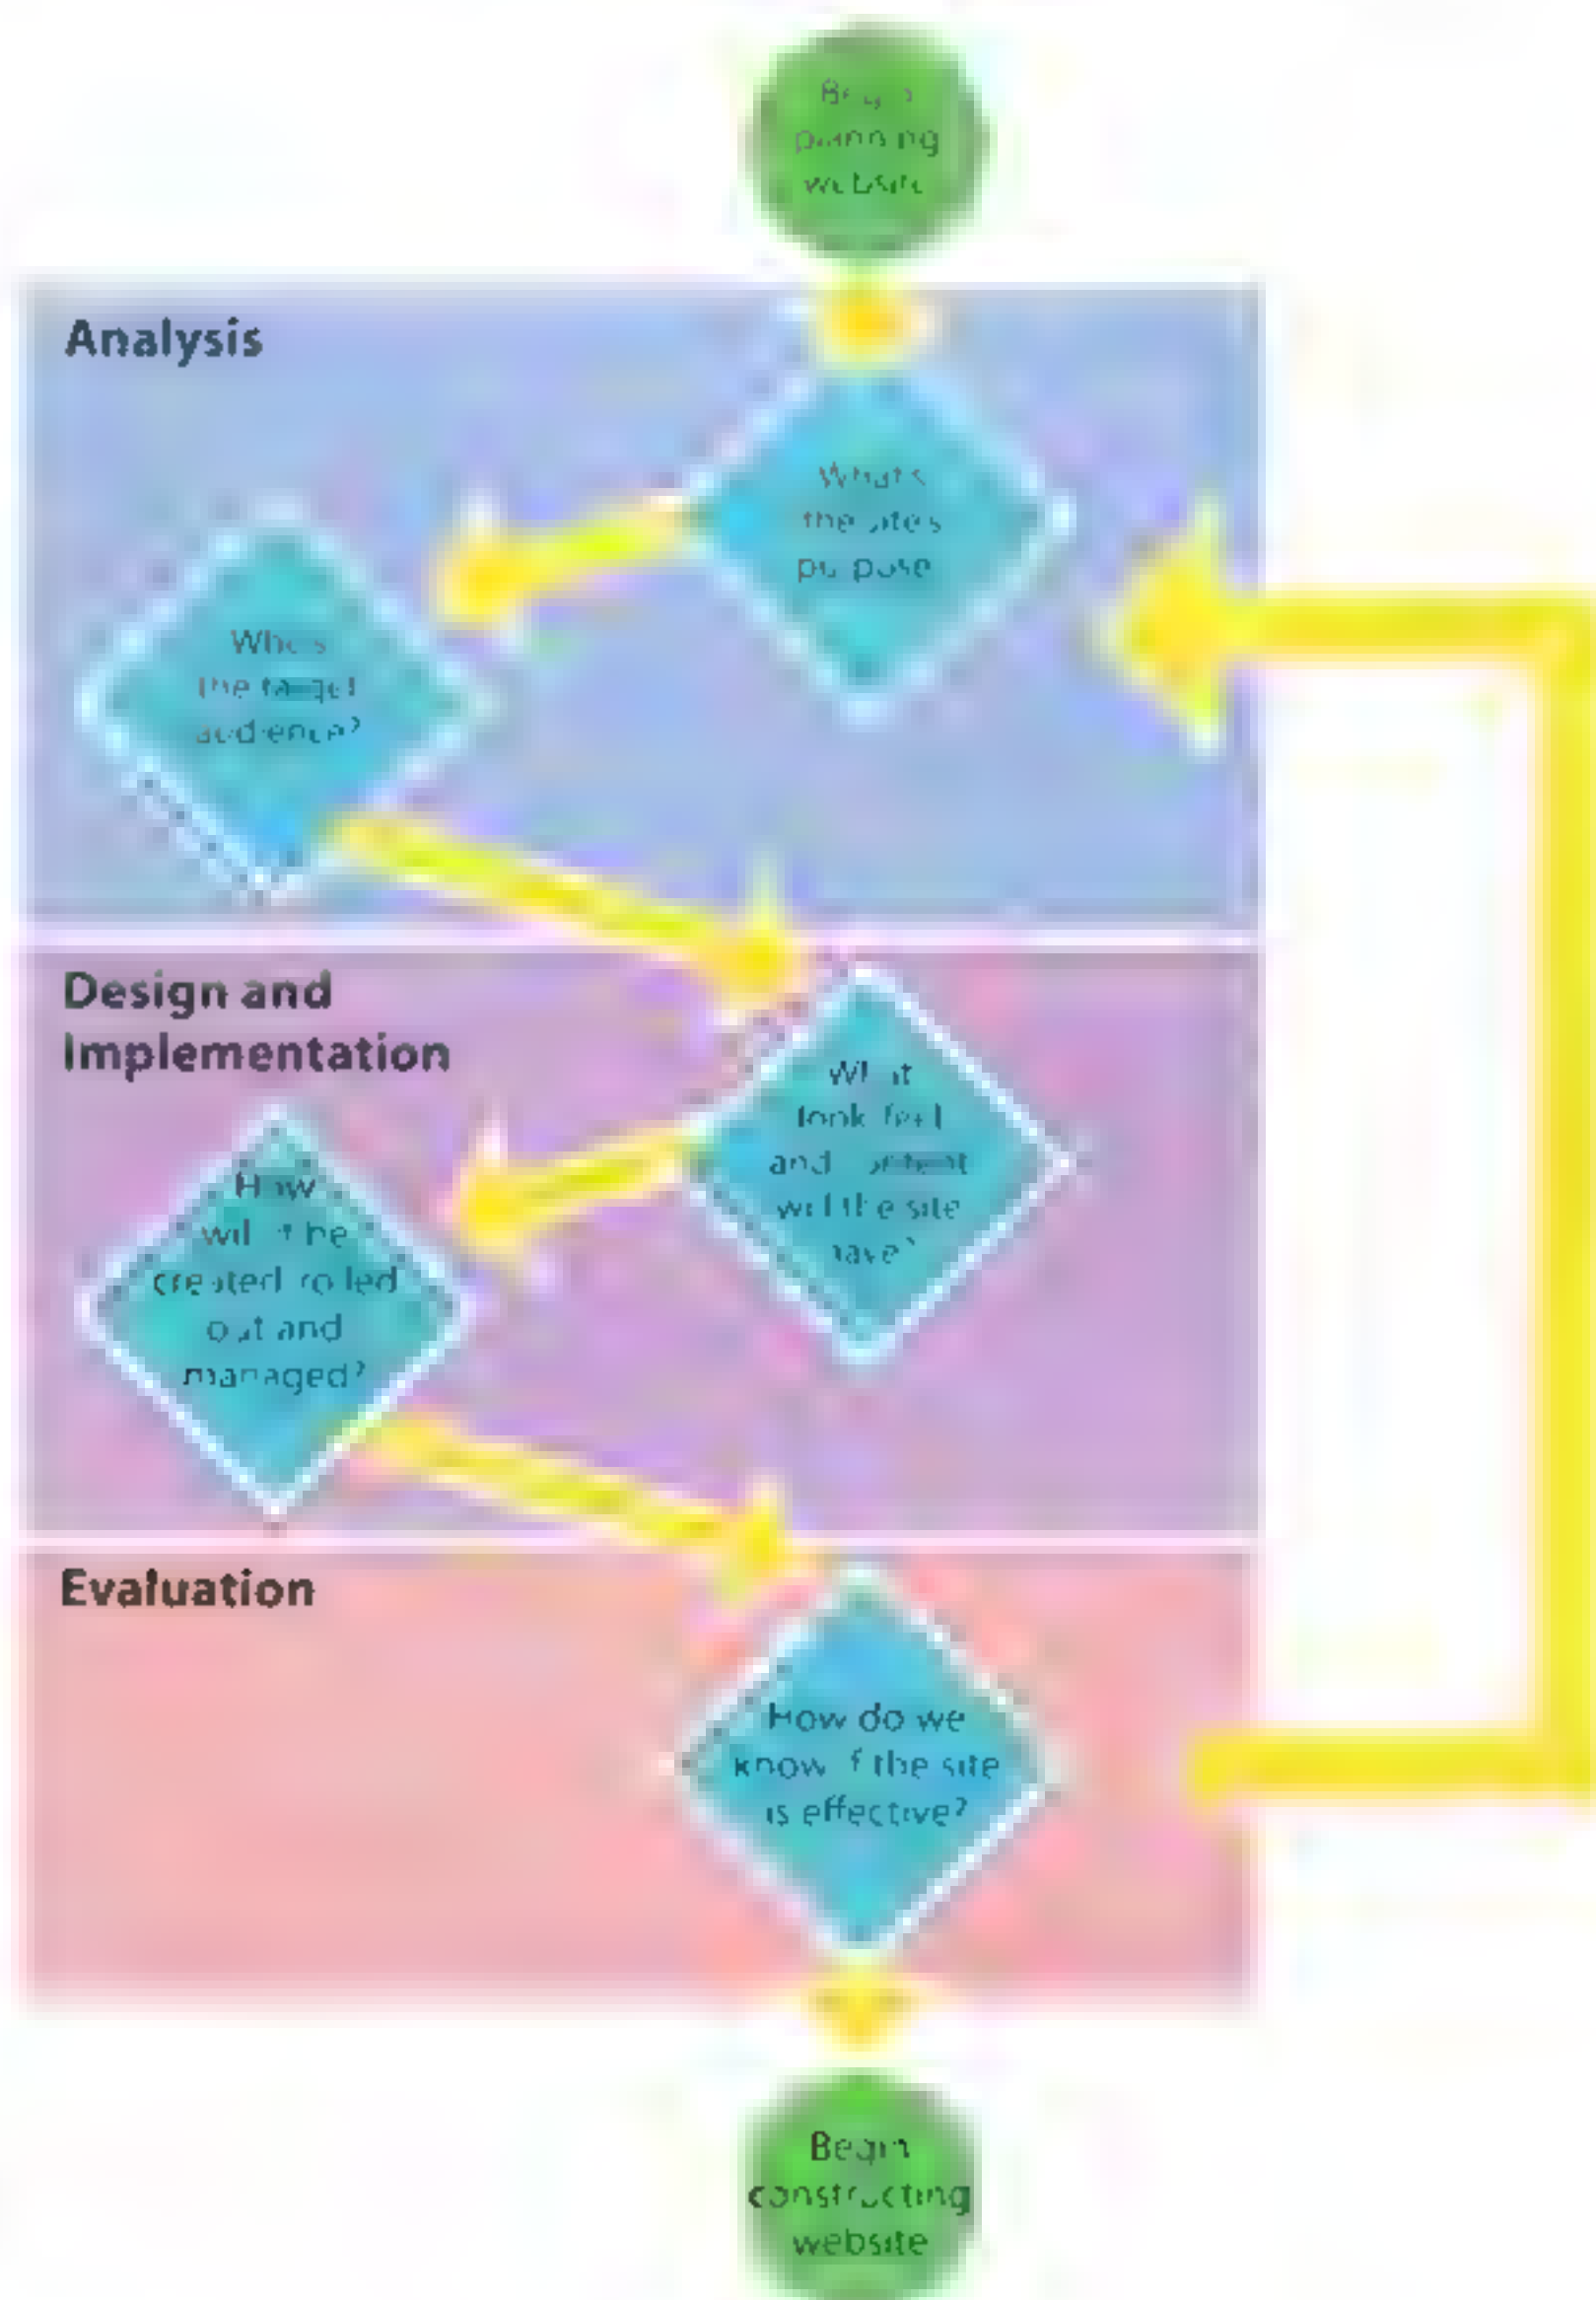 Begin
planning
website
Analysis
What's
the site's
purpose
Who's
the target
audience?
Design and
Implementation
What
look feel
and content
will the site
have?
How
will it be
created rolled
out and
managed?
Evaluation
How do we
know if the site
is effective?
Begin
constructing
website